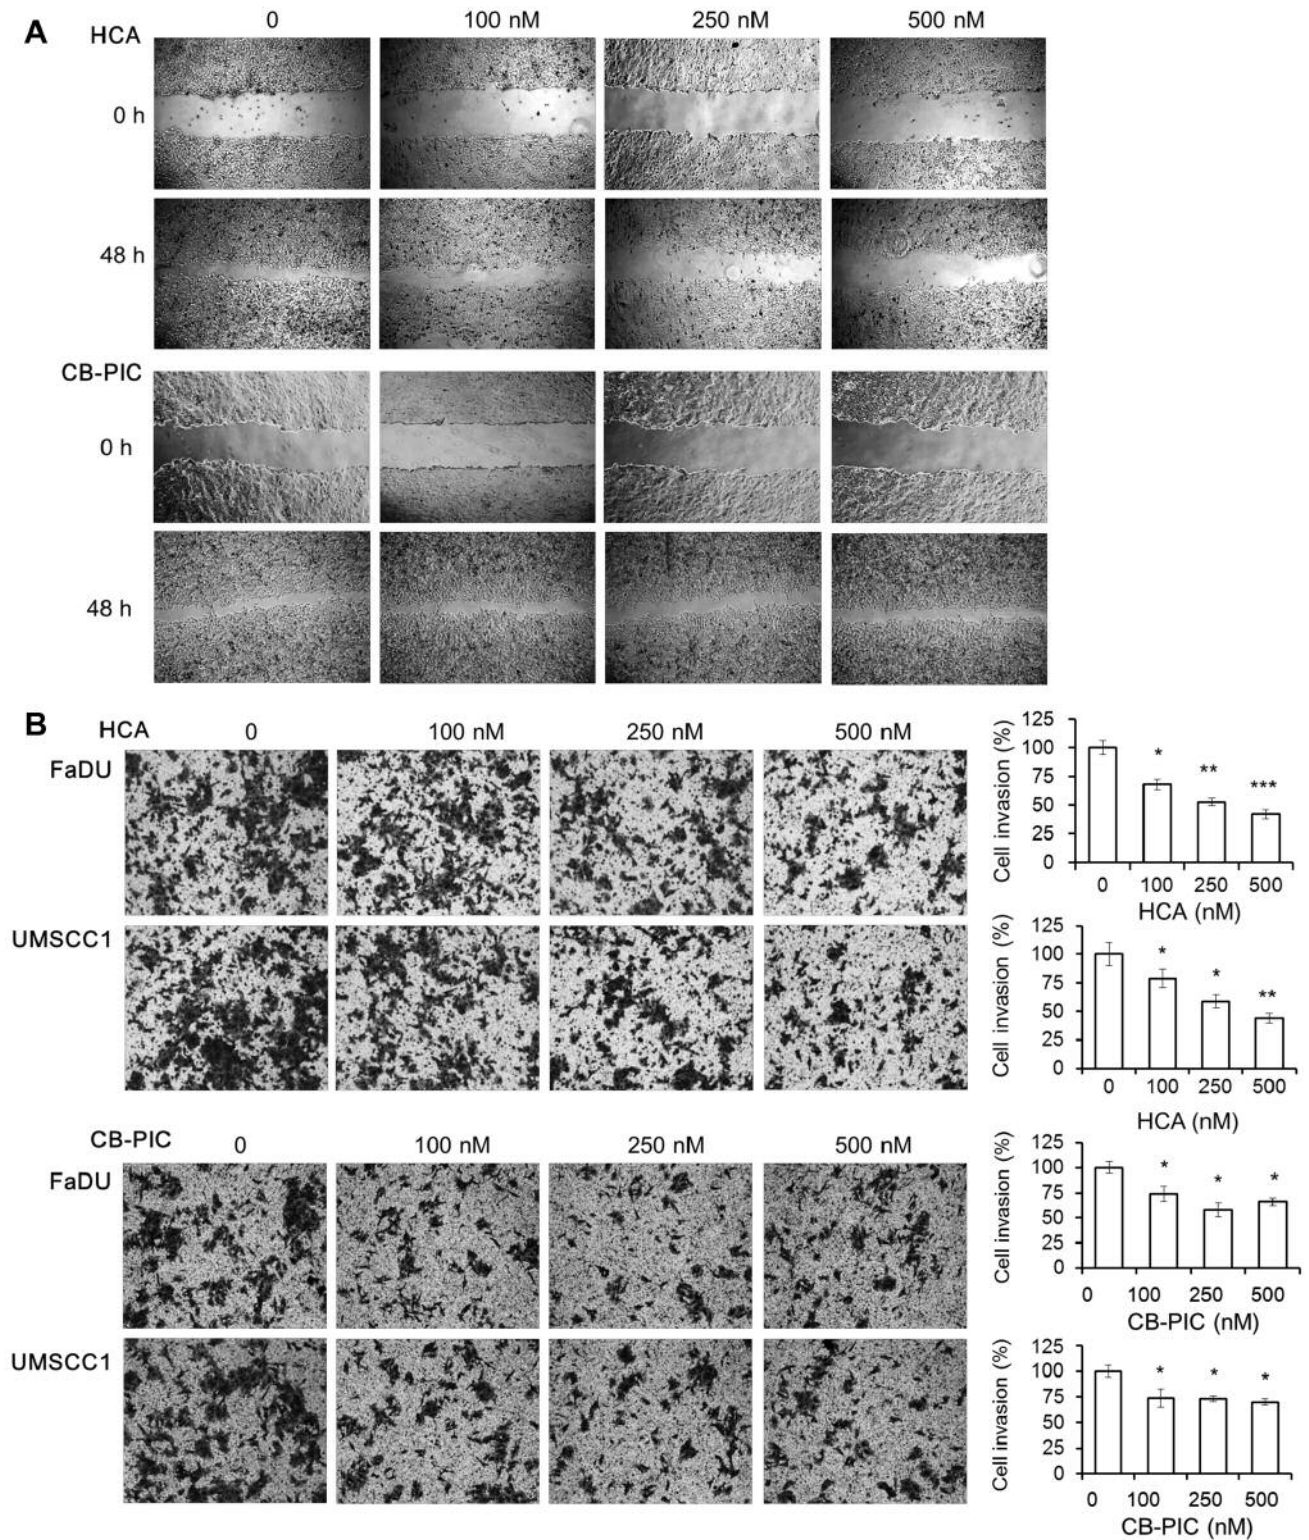 A
HCA
0 100 nM 250 nM 500 nM
0 h
48 h
CB-PIC
0 h
48 h
B
HCA 0 100 nM 250 nM 500 nM
FaDU
UMSCC1
Cell invasion (%)
125
100
75
50
25
0
* ** ***
0 100 250 500
HCA (nM)
Cell invasion (%)
125
100
75
50
25
0
* * **
0 100 250 500
HCA (nM)
CB-PIC 0 100 nM 250 nM 500 nM
FaDU
UMSCC1
Cell invasion (%)
125
100
75
50
25
0
* * *
0 100 250 500
CB-PIC (nM)
Cell invasion (%)
125
100
75
50
25
0
* * *
0 100 250 500
CB-PIC (nM)